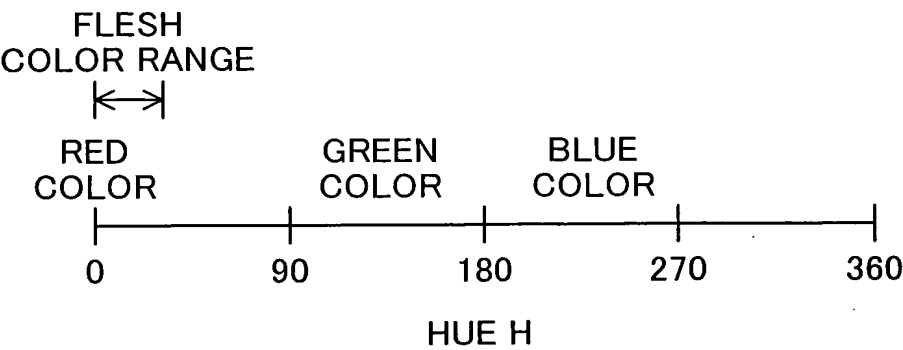 FLESH
COLOR RANGE
RED
COLOR
GREEN
COLOR
BLUE
COLOR
0 90 180 270 360
HUE H